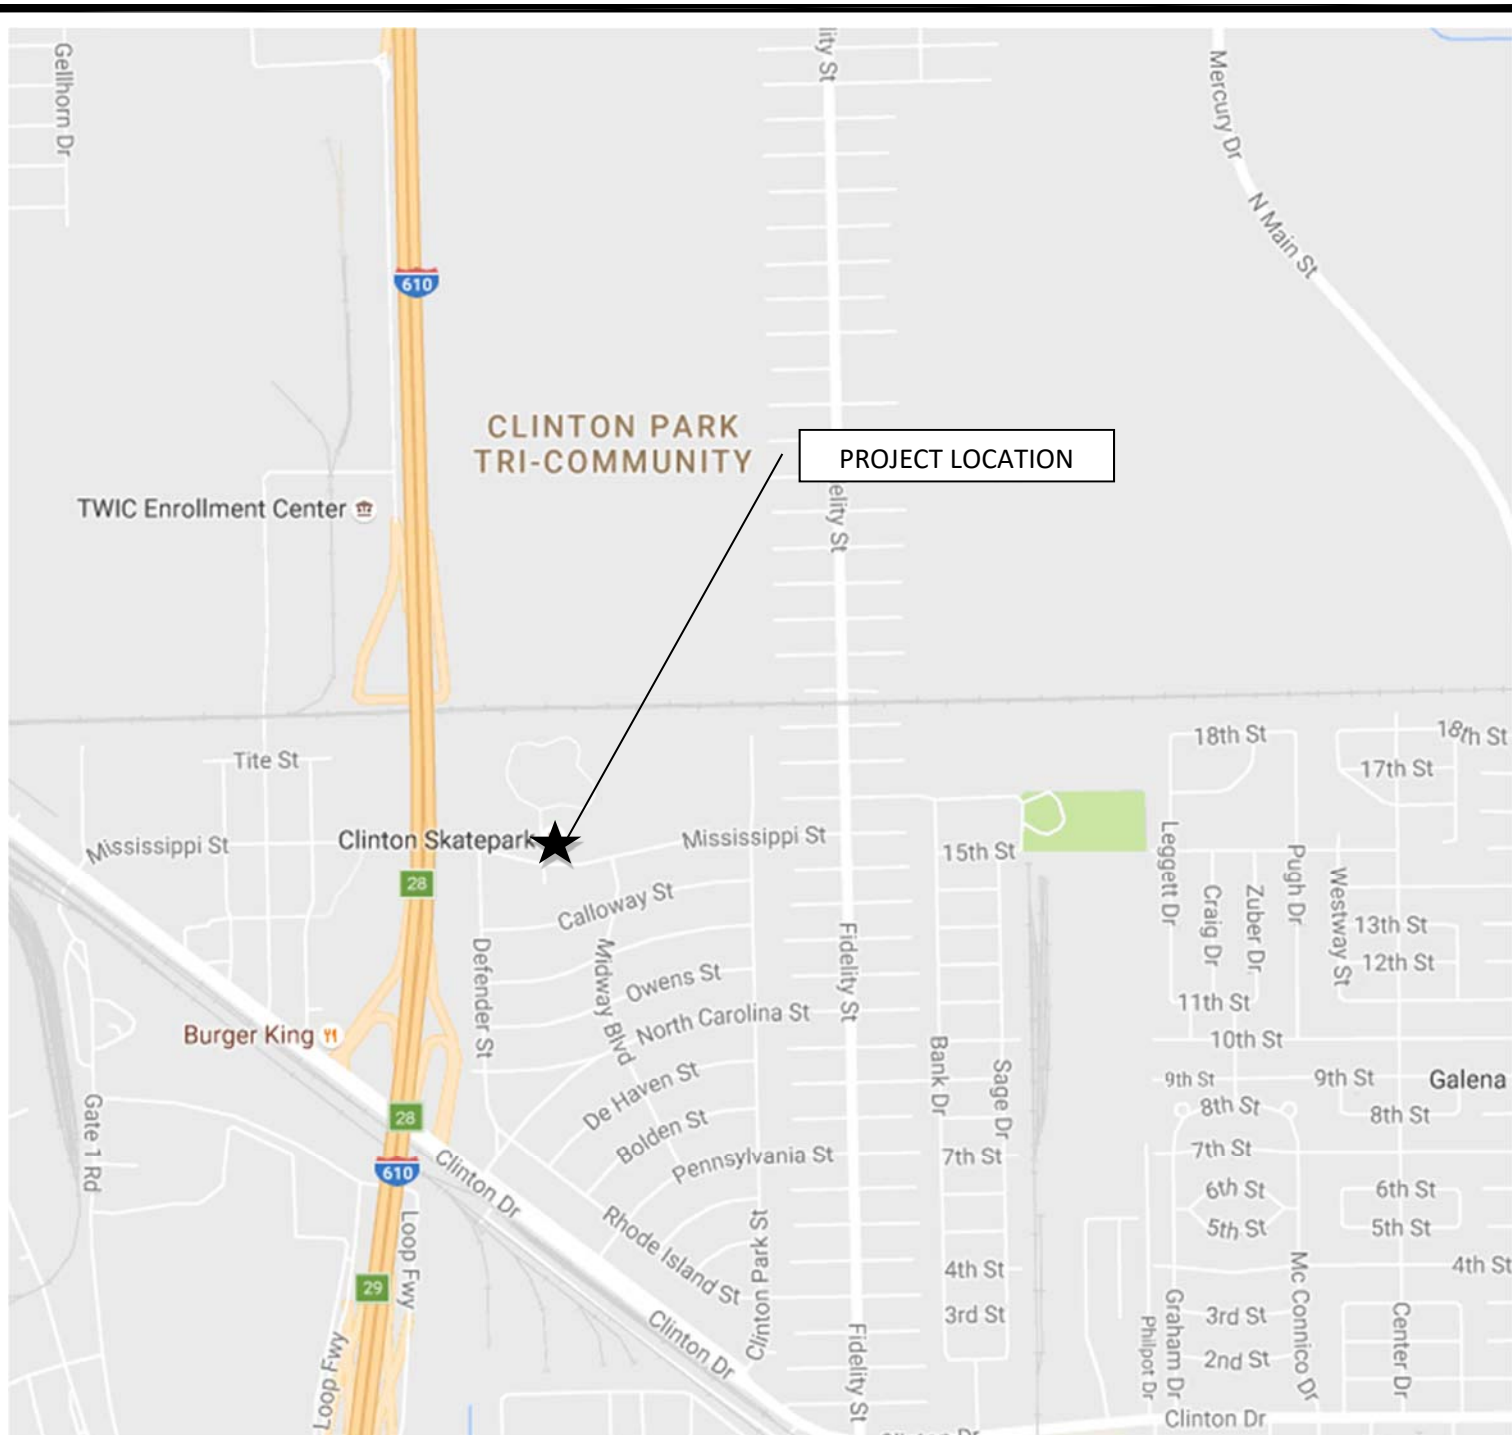 lity St
Gellhorn Dr
Mercury Dr
N Main St
610
CLINTON PARK
TRI-COMMUNITY
PROJECT LOCATION
TWIC Enrollment Center
elity St
18th St
18th St
Tite St
17th St
Mississippi St
Clinton Skatepark
Mississippi St
15th St
28
Calloway St
Leggett Dr
Craig Dr
Zuber Dr
Pugh Dr
Westway St
13th St
12th St
Defender St
Midway Blvd
Owens St
Fidelity St
North Carolina St
11th St
Burger King
10th St
Bank Dr
Sage Dr
De Haven St
9th St
9th St
Galena
28
Gate 1 Rd
Bolden St
8th St
8th St
610
Clinton Dr
Pennsylvania St
7th St
7th St
6th St
6th St
Loop Fwy
Rhode Island St
Clinton Park St
5th St
5th St
29
4th St
4th St
Mc Connico Dr
3rd St
3rd St
Philpot Dr
Graham Dr
Center Dr
Loop Fwy
Clinton Dr
Fidelity St
2nd St
Clinton Dr